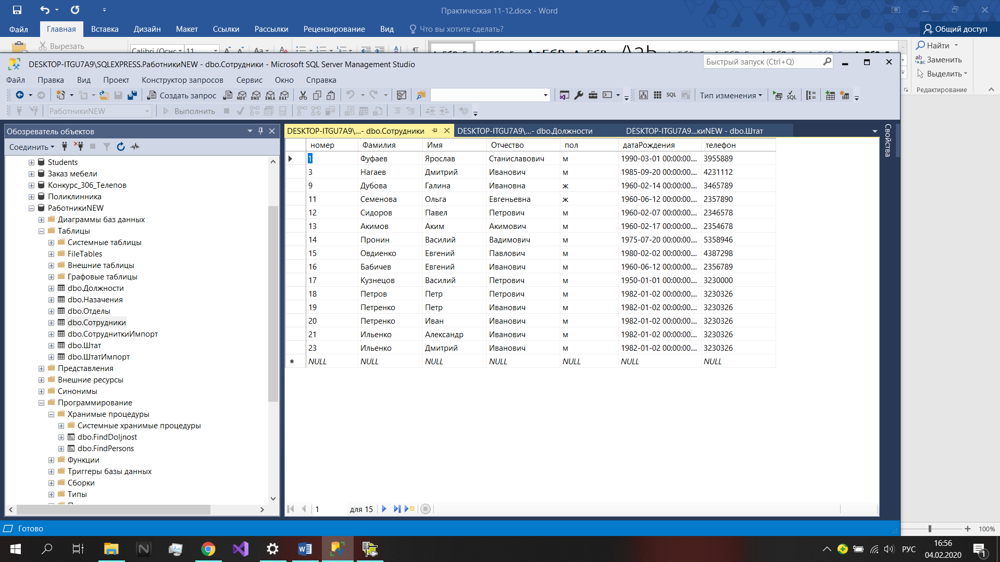 Практическая 11-12.docx - Word
Файл Главная Вставка Дизайн Макет Ссылки Рассылки Рецензирование Вид Что вы хотите сделать? Общий доступ
Вырезать
11
Найти
Заменить
Выделить
Редактирование
DESKTOP-ITGU7A9\SQLEXPRESS.РаботникиNEW - dbo.Сотрудники - Microsoft SQL Server Management Studio
Быстрый запуск (Ctrl+Q)
Файл Правка Вид Проект Конструктор запросов Сервис Окно Справка
Создать запрос MDX DMX XMLA DAX SQL Тип изменения SQL
РаботникиNEW Выполнить
Обозреватель объектов
Соединить
Students
Заказ мебели
Конкурс_306_Телепов
Поликлинника
РаботникиNEW
Диаграммы баз данных
Таблицы
Системные таблицы
FileTables
Внешние таблицы
Графовые таблицы
dbo.Должности
dbo.Назачения
dbo.Отделы
dbo.Сотрудники
dbo.СотрудниткиИмпорт
dbo.Штат
dbo.ШтатИмпорт
Представления
Внешние ресурсы
Синонимы
Программирование
Хранимые процедуры
Системные хранимые процедуры
dbo.FindDoljnost
dbo.FindPersons
Функции
Триггеры базы данных
Сборки
Типы
DESKTOP-ITGU7A9\...- dbo.Сотрудники DESKTOP-ITGU7A9\...- dbo.Должности DESKTOP-ITGU7A9...киNEW - dbo.Штат
Свойства
номер Фамилия Имя Отчество пол датаРождения телефон
1 Фуфаев Ярослав Станиславович м 1990-03-01 00:00:00.... 3955889
3 Нагаев Дмитрий Иванович м 1985-09-20 00:00:00.... 4231112
9 Дубова Галина Ивановна ж 1960-02-14 00:00:00.... 3465789
11 Семенова Ольга Евгеньевна ж 1960-06-12 00:00:00.... 2357890
12 Сидоров Павел Петрович м 1960-02-07 00:00:00.... 2346578
13 Акимов Аким Акимович м 1960-02-17 00:00:00.... 2354678
14 Пронин Василий Вадимович м 1975-07-20 00:00:00.... 5358946
15 Овдиенко Евгений Павлович м 1980-02-02 00:00:00.... 4387298
16 Бабичев Евгений Иванович м 1960-06-12 00:00:00.... 2356789
17 Кузнецов Василий Петрович м 1950-01-01 00:00:00.... 3230000
18 Петров Петр Петрович м 1982-01-02 00:00:00.... 3230326
19 Петренко Петр Иванович м 1982-01-02 00:00:00.... 3230326
20 Петренко Иван Иванович м 1982-01-02 00:00:00.... 3230326
21 Ильенко Александр Иванович м 1982-01-02 00:00:00.... 3230326
23 Ильенко Дмитрий Иванович м 1982-01-02 00:00:00.... 3230326
* NULL NULL NULL NULL NULL NULL NULL
1 для 15
Готово
100%
РУС
16:56
04.02.2020
1